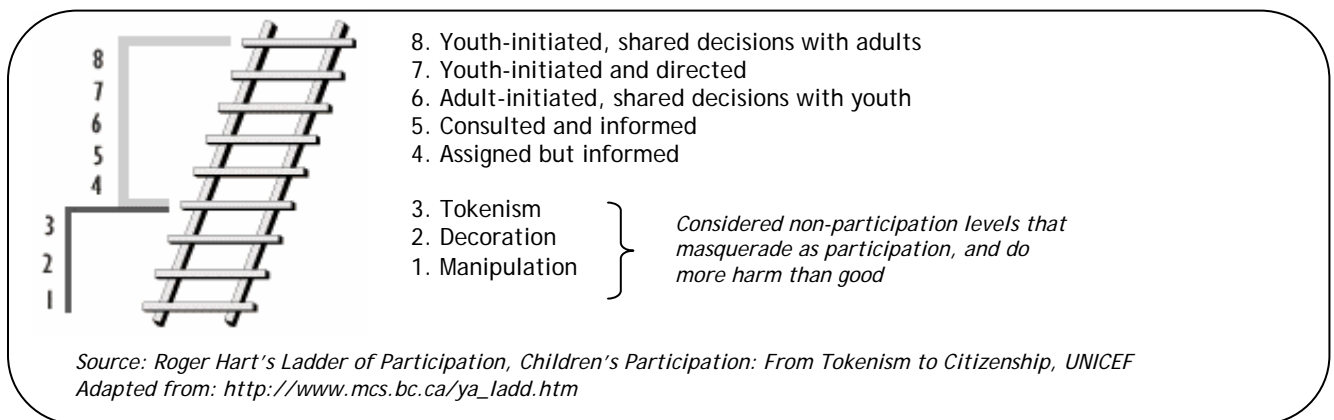 8
7
6
5
4
3
2
1
8. Youth-initiated, shared decisions with adults
7. Youth-initiated and directed
6. Adult-initiated, shared decisions with youth
5. Consulted and informed
4. Assigned but informed
3. Tokenism
2. Decoration
1. Manipulation
Considered non-participation levels that
masquerade as participation, and do
more harm than good
Source: Roger Hart's Ladder of Participation, Children's Participation: From Tokenism to Citizenship, UNICEF
Adapted from: http://www.mcs.bc.ca/ya_ladd.htm